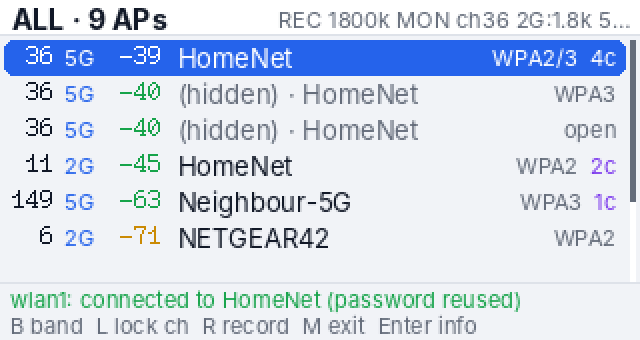 ALL · 9 APs REC 1800k MON ch36 2G:1.8k 5...
36 5G -39 HomeNet WPA2/3 4c
36 5G -40 (hidden) · HomeNet WPA3
36 5G -40 (hidden) · HomeNet open
11 2G -45 HomeNet WPA2 2c
149 5G -63 Neighbour-5G WPA3 1c
6 2G -71 NETGEAR42 WPA2
wlan1: connected to HomeNet (password reused)
B band L lock ch R record M exit Enter info